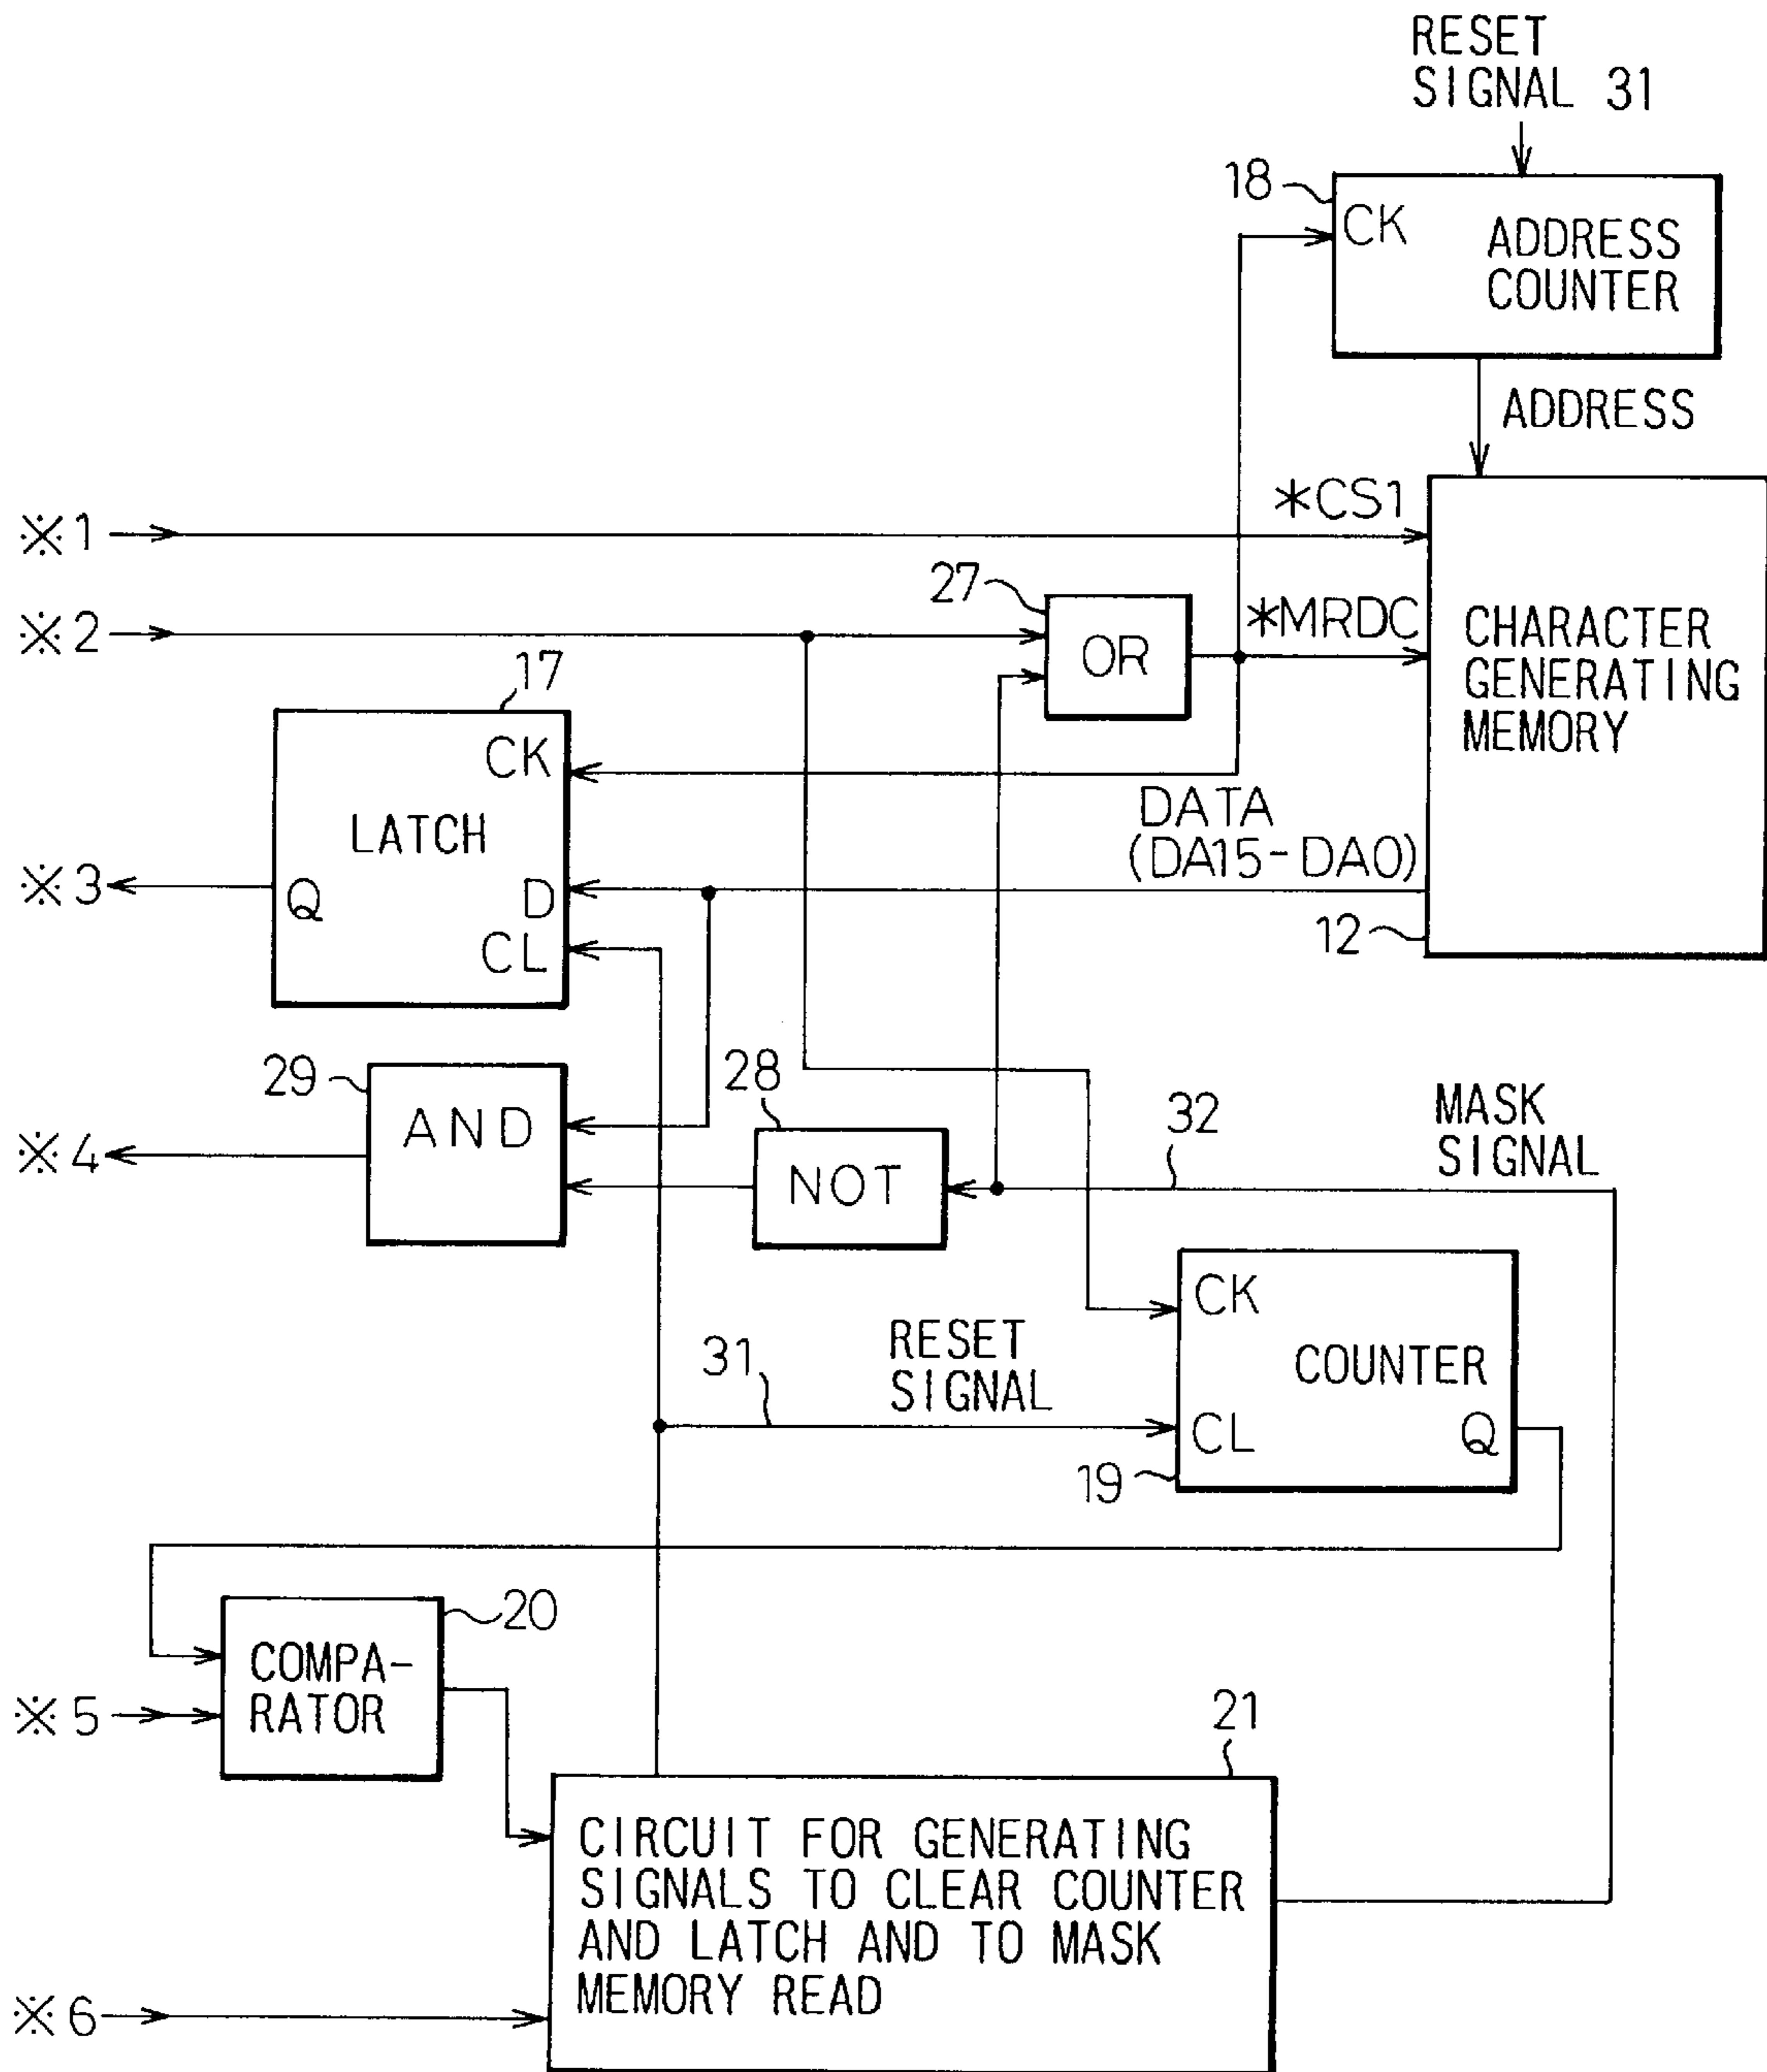 RESET
SIGNAL 31
18
CK
ADDRESS
COUNTER
ADDRESS
※1
*CS1
27
※2
OR
*MRDC
CHARACTER
GENERATING
MEMORY
17
CK
LATCH
DATA
(DA15-DA0)
※3
Q
D
CL
12
29
AND
28
32
MASK
SIGNAL
※4
NOT
CK
31
RESET
SIGNAL
COUNTER
CL
Q
19
20
COMPA-
RATOR
※5
21
CIRCUIT FOR GENERATING
SIGNALS TO CLEAR COUNTER
AND LATCH AND TO MASK
MEMORY READ
※6